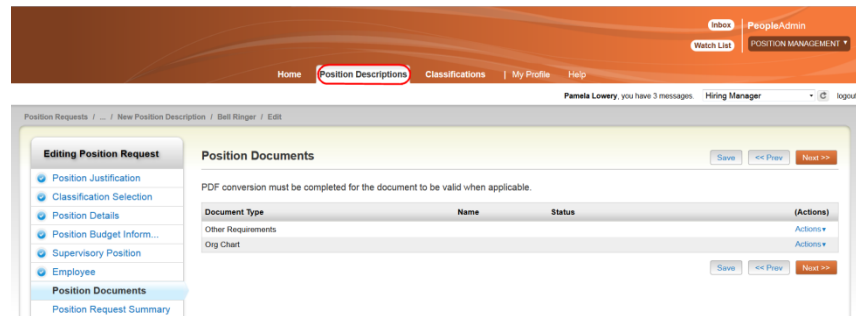 Inbox PeopleAdmin
Watch List POSITION MANAGEMENT
Home Position Descriptions Classifications | My Profile Help
Pamela Lowery, you have 3 messages. Hiring Manager logout
Position Requests / ... / New Position Description / Bell Ringer / Edit
Editing Position Request
Position Justification
Classification Selection
Position Details
Position Budget Inform...
Supervisory Position
Employee
Position Documents
Position Request Summary
Position Documents
Save << Prev Next >>
PDF conversion must be completed for the document to be valid when applicable.
Document Type Name Status (Actions)
Other Requirements Actions
Org Chart Actions
Save << Prev Next >>